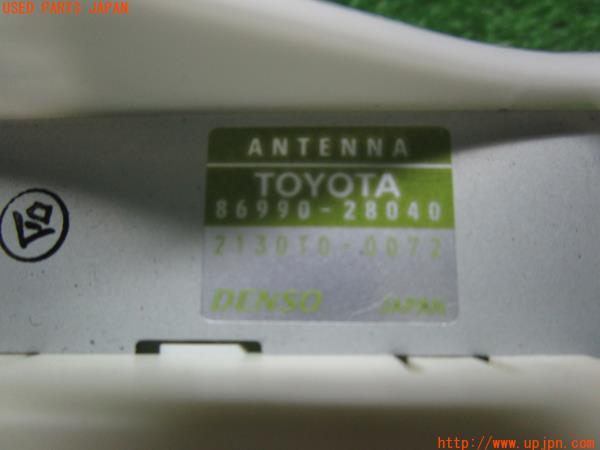 USED PARTS JAPAN
ANTENNA
TOYOTA
86990-28040
213010-0072
DENSO JAPAN
http://www.upjpn.com